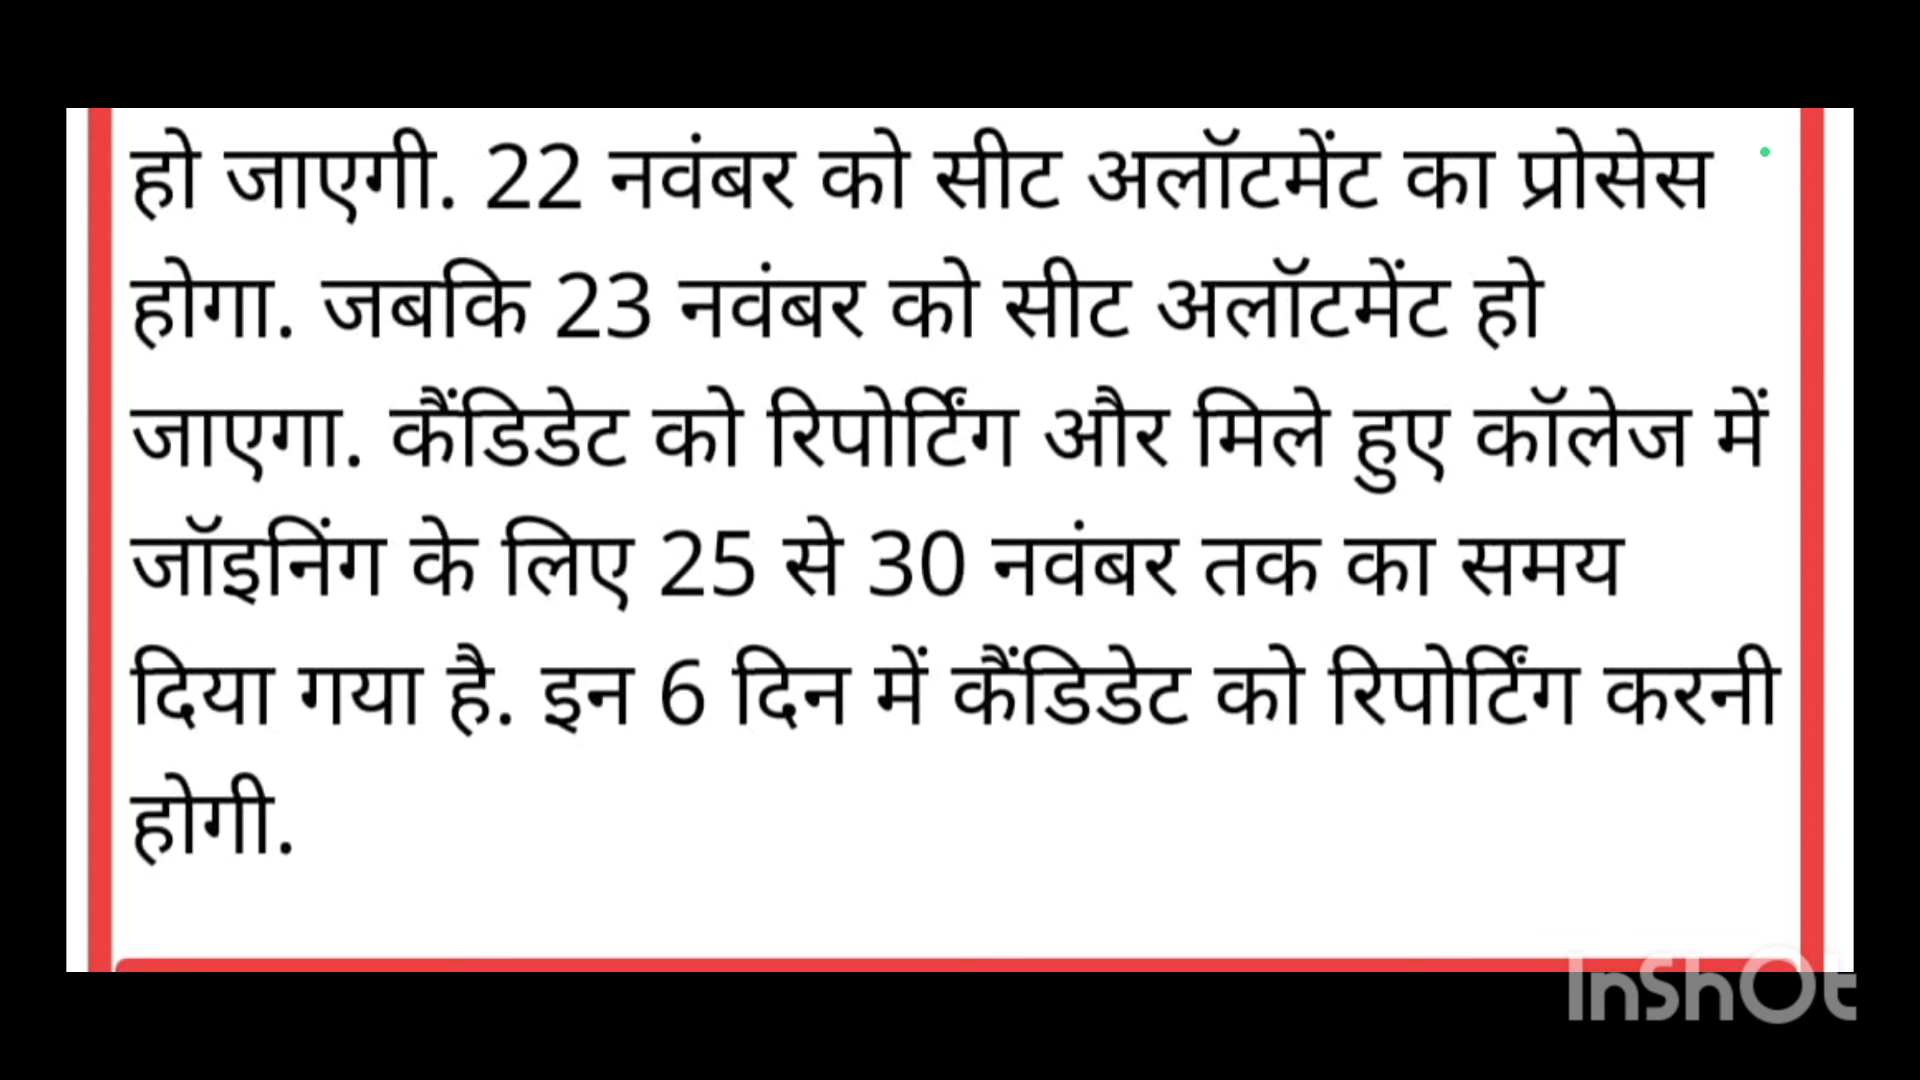 हो जाएगी. 22 नवंबर को सीट अलॉटमेंट का प्रोसेस
होगा. जबकि 23 नवंबर को सीट अलॉटमेंट हो
जाएगा. कैंडिडेट को रिपोर्टिंग और मिले हुए कॉलेज में
जॉइनिंग के लिए 25 से 30 नवंबर तक का समय
दिया गया है. इन 6 दिन में कैंडिडेट को रिपोर्टिंग करनी
होगी.
InShOt